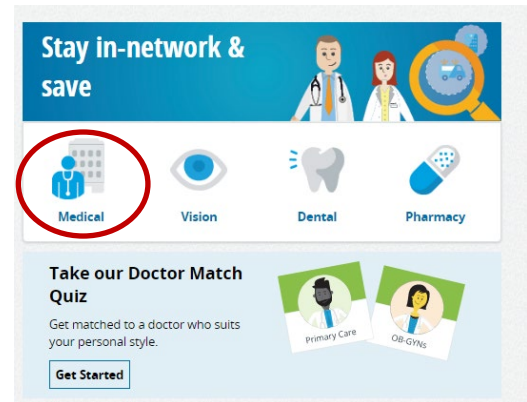 Stay in-network &
save
Medical
Vision
Dental
Pharmacy
Take our Doctor Match
Quiz
Get matched to a doctor who suits
your personal style.
Primary Care
OB-GYNs
Get Started